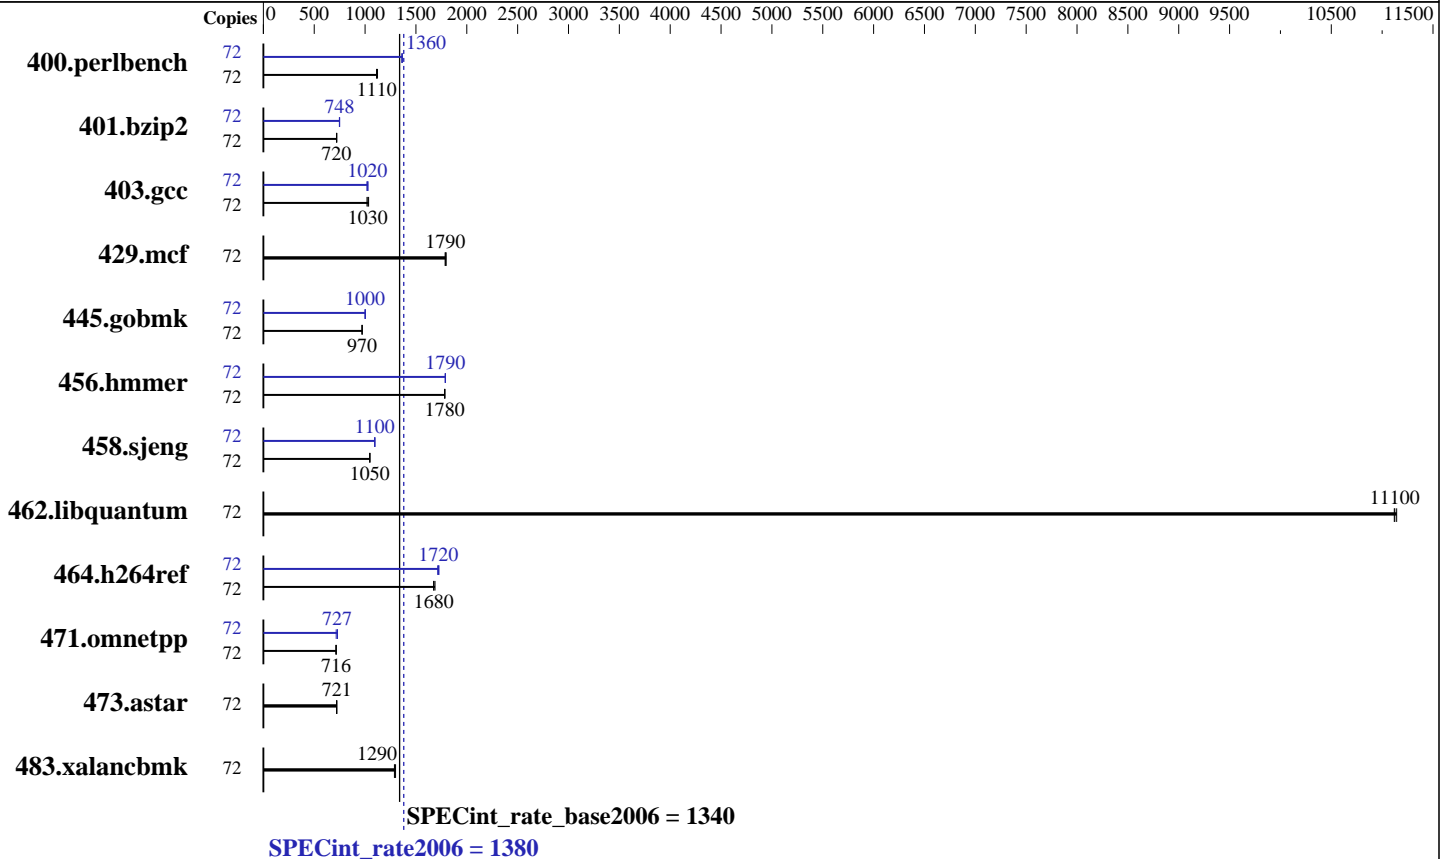 Copies 0 500 1000 1500 2000 2500 3000 3500 4000 4500 5000 5500 6000 6500 7000 7500 8000 8500 9000 9500 10500 11500
400.perlbench 72 1360
72 1110
401.bzip2 72 748
72 720
403.gcc 72 1020
72 1030
429.mcf 72 1790
445.gobmk 72 1000
72 970
456.hmmer 72 1790
72 1780
458.sjeng 72 1100
72 1050
462.libquantum 72 11100
464.h264ref 72 1720
72 1680
471.omnetpp 72 727
72 716
473.astar 72 721
483.xalancbmk 72 1290
SPECint_rate_base2006 = 1340
SPECint_rate2006 = 1380